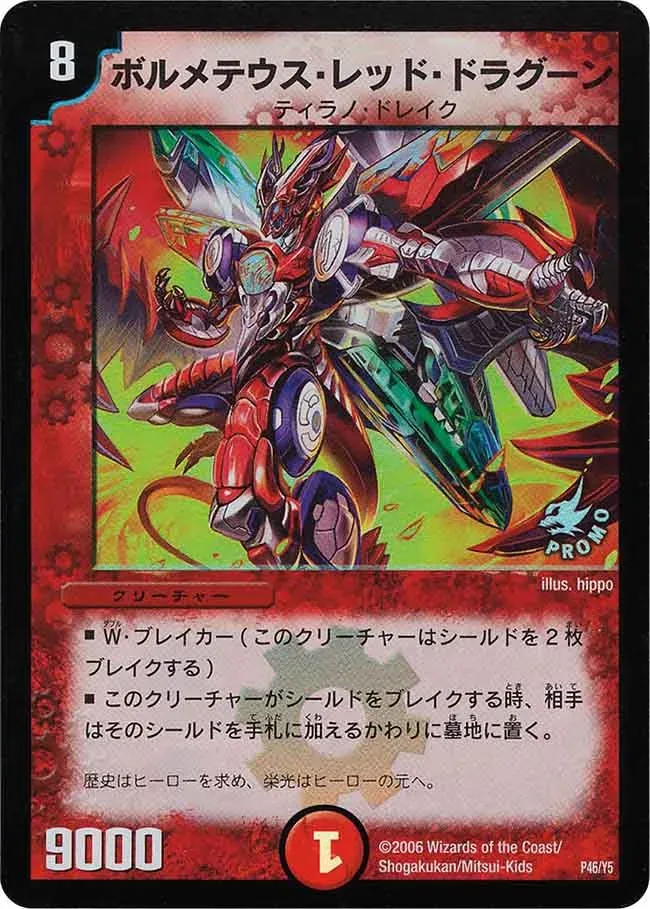 8
ボルメテウス・レッド・ドラグーン
ティラノ・ドレイク
PROMO
illus. hippo
クリーチャー
■ W・ブレイカー ( このクリーチャーはシールドを2枚
ブレイクする )
■ このクリーチャーがシールドをブレイクする時、相手
はそのシールドを手札に加えるかわりに墓地に置く。
歴史はヒーローを求め、栄光はヒーローの元へ。
9000
1
©2006 Wizards of the Coast/
Shogakukan/Mitsui-Kids
P46/Y5